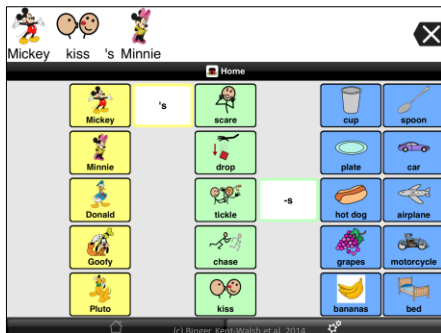 Mickey kiss 's Minnie
Home
Mickey 's scare cup spoon
Minnie drop plate car
Donald tickle -s hot dog airplane
Goofy chase grapes motorcycle
Pluto kiss bananas bed
(c) Binger, Kent-Walsh et al. 2014